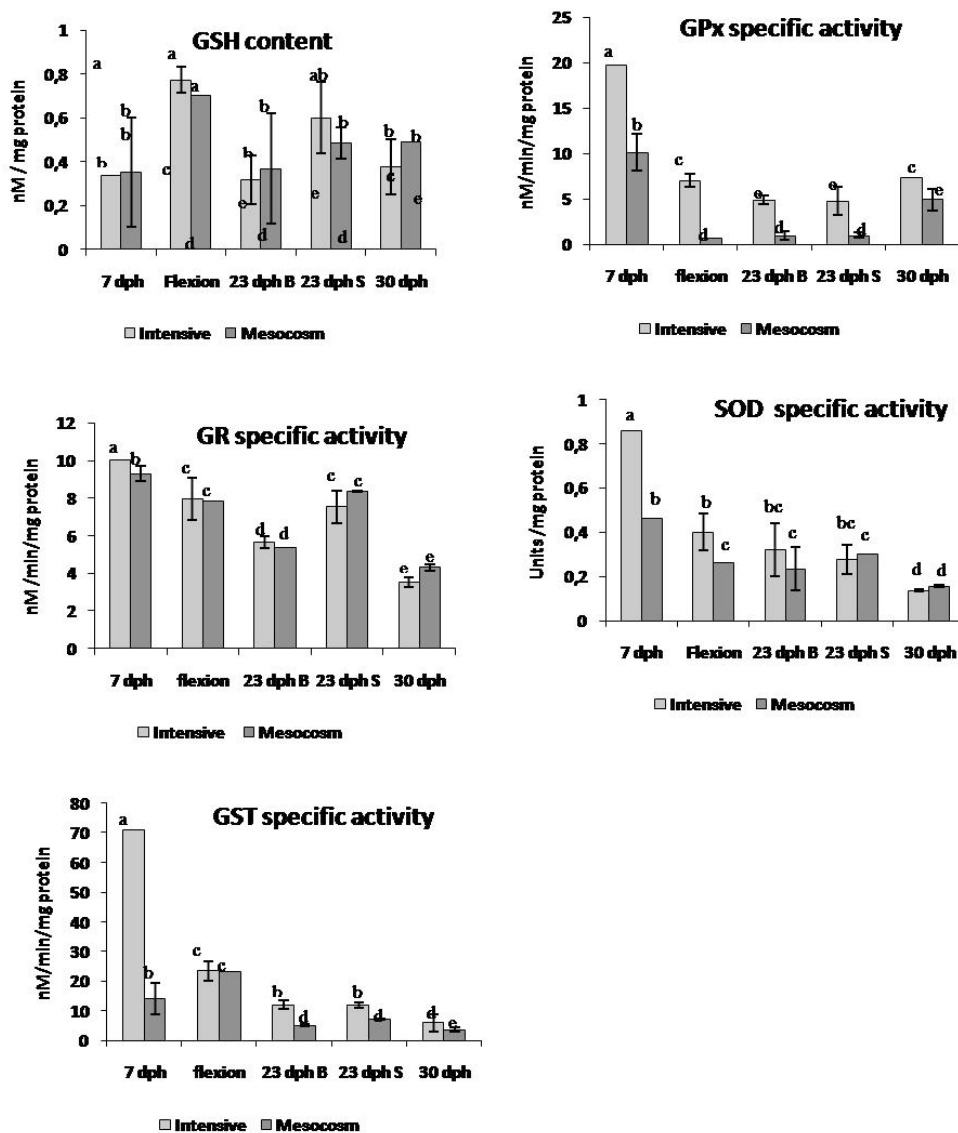 GSH content
nM / mg protein
1
0,8
0,6
0,4
0,2
0
a
b
b
b
a
a
c
d
b
b
e
d
ab
b
e
d
b
b
c
e
7 dph Flexion 23 dph B 23 dph S 30 dph
Intensive Mesocosm
GPx specific activity
nM/min/mg protein
25
20
15
10
5
0
a
b
c
d
e
d
e
d
c
e
7 dph flexion 23 dph B 23 dph S 30 dph
Intensive Mesocosm
GR specific activity
nM /min/mg protein
12
10
8
6
4
2
0
a b c c d d c c e e
7 dph flexion 23 dph B 23 dph S 30 dph
Intensive Mesocosm
SOD specific activity
Units /mg protein
1
0,8
0,6
0,4
0,2
0
a
b
b
c
bc
c
bc
c
d d
7 dph Flexion 23 dph B 23 dph S 30 dph
Intensive Mesocosm
GST specific activity
nM/min/mg protein
80
70
60
50
40
30
20
10
0
a
b
c c
b
d
b
d
d
e
7 dph flexion 23 dph B 23 dph S 30 dph
Intensive Mesocosm